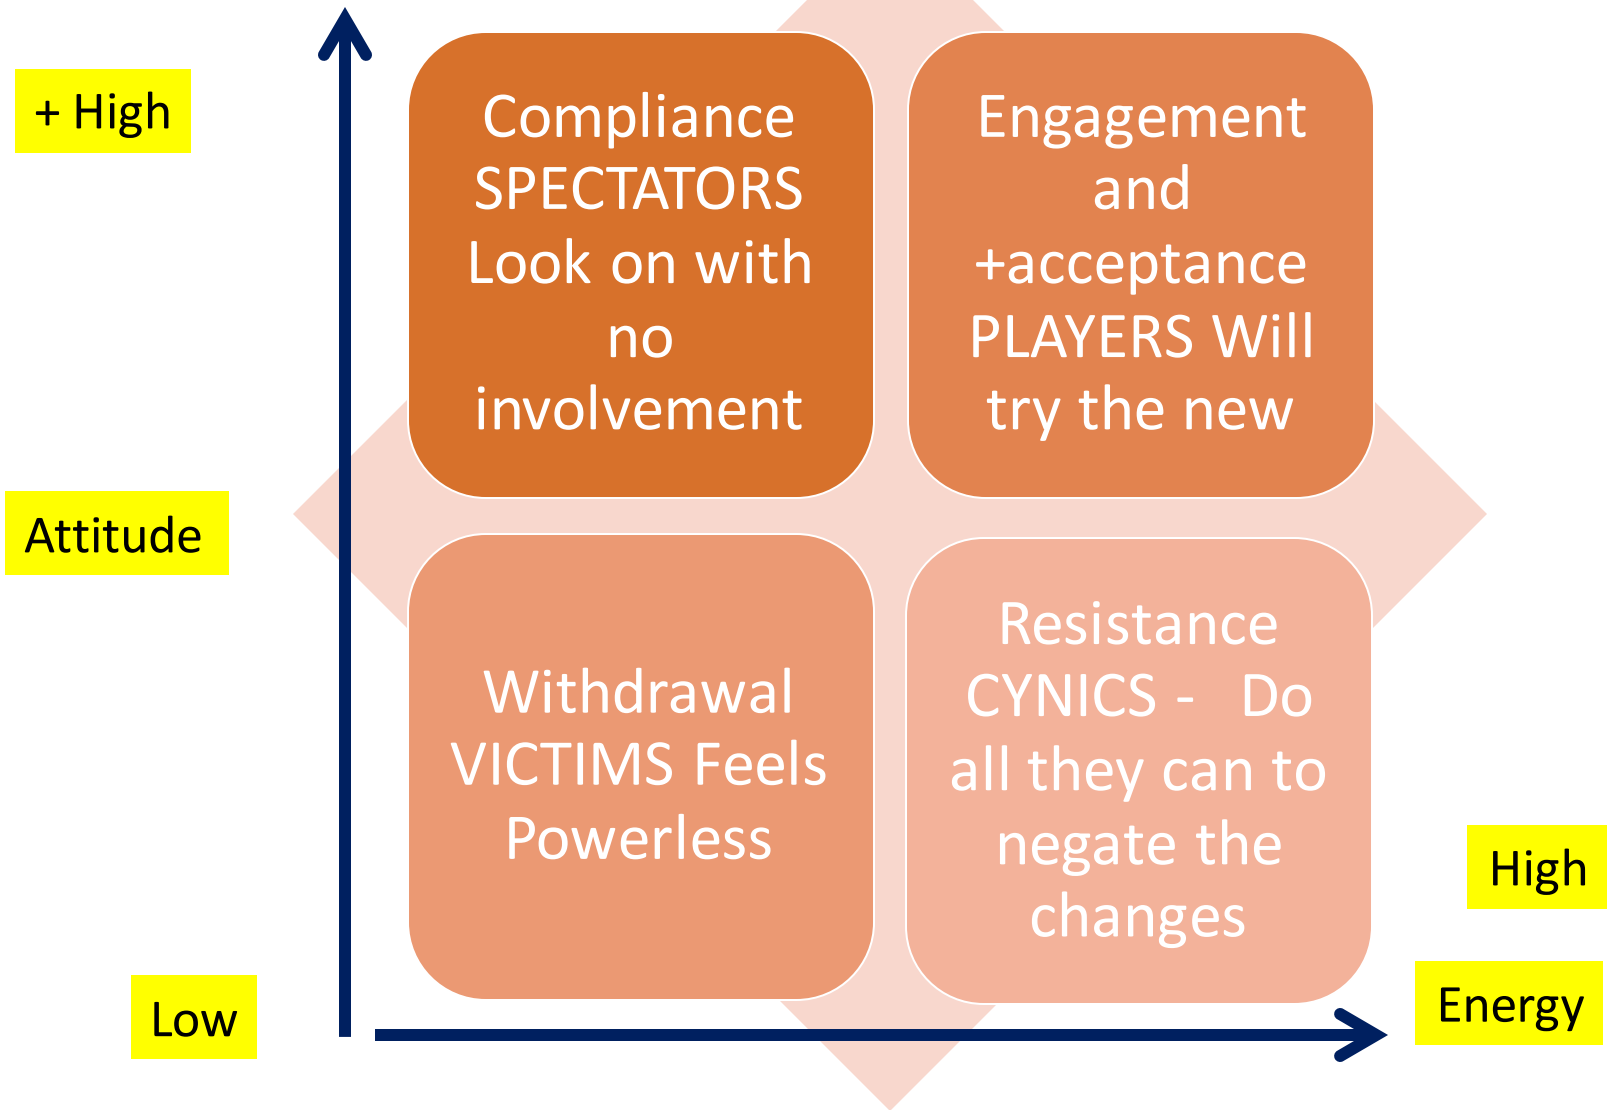 + High
Compliance
SPECTATORS
Look on with
no
involvement
Engagement
and
+acceptance
PLAYERS Will
try the new
Attitude
Withdrawal
VICTIMS Feels
Powerless
Resistance
CYNICS - Do
all they can to
negate the
changes
High
Low
Energy